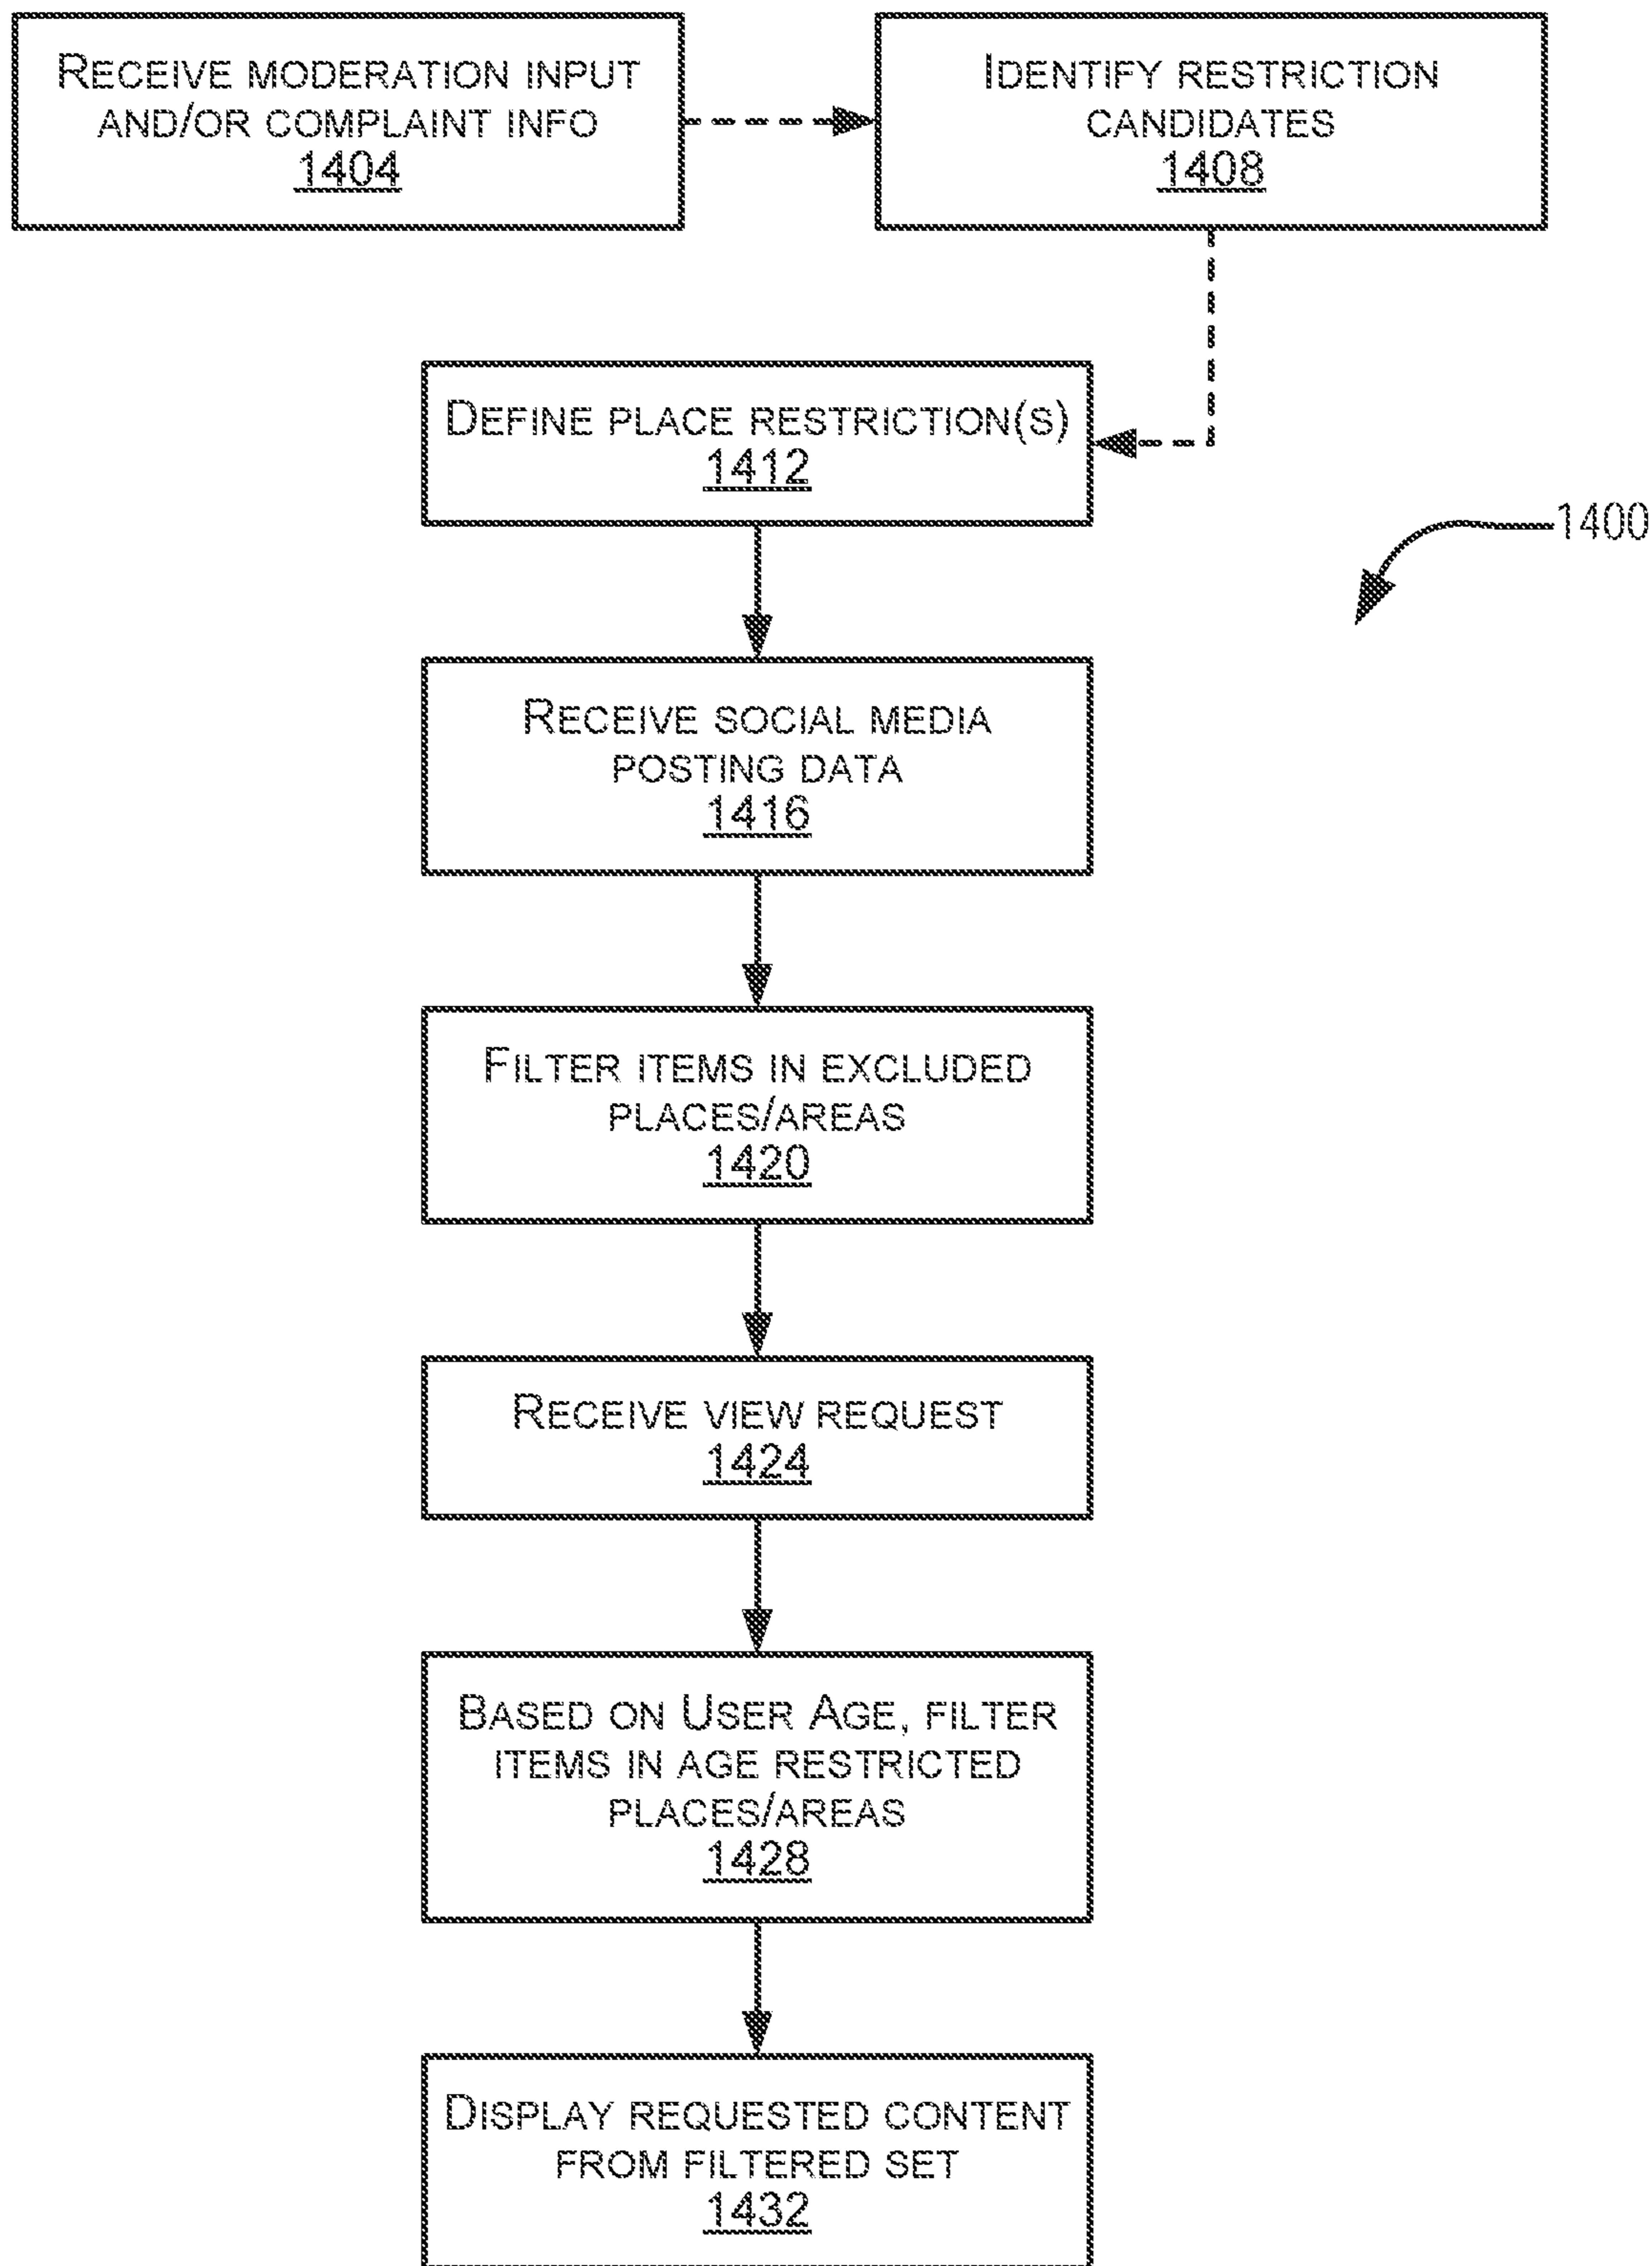 RECEIVE MODERATION INPUT
AND/OR COMPLAINT INFO
1404
IDENTIFY RESTRICTION
CANDIDATES
1408
DEFINE PLACE RESTRICTION(S)
1412
1400
RECEIVE SOCIAL MEDIA
POSTING DATA
1416
FILTER ITEMS IN EXCLUDED
PLACES/AREAS
1420
RECEIVE VIEW REQUEST
1424
BASED ON USER AGE, FILTER
ITEMS IN AGE RESTRICTED
PLACES/AREAS
1428
DISPLAY REQUESTED CONTENT
FROM FILTERED SET
1432